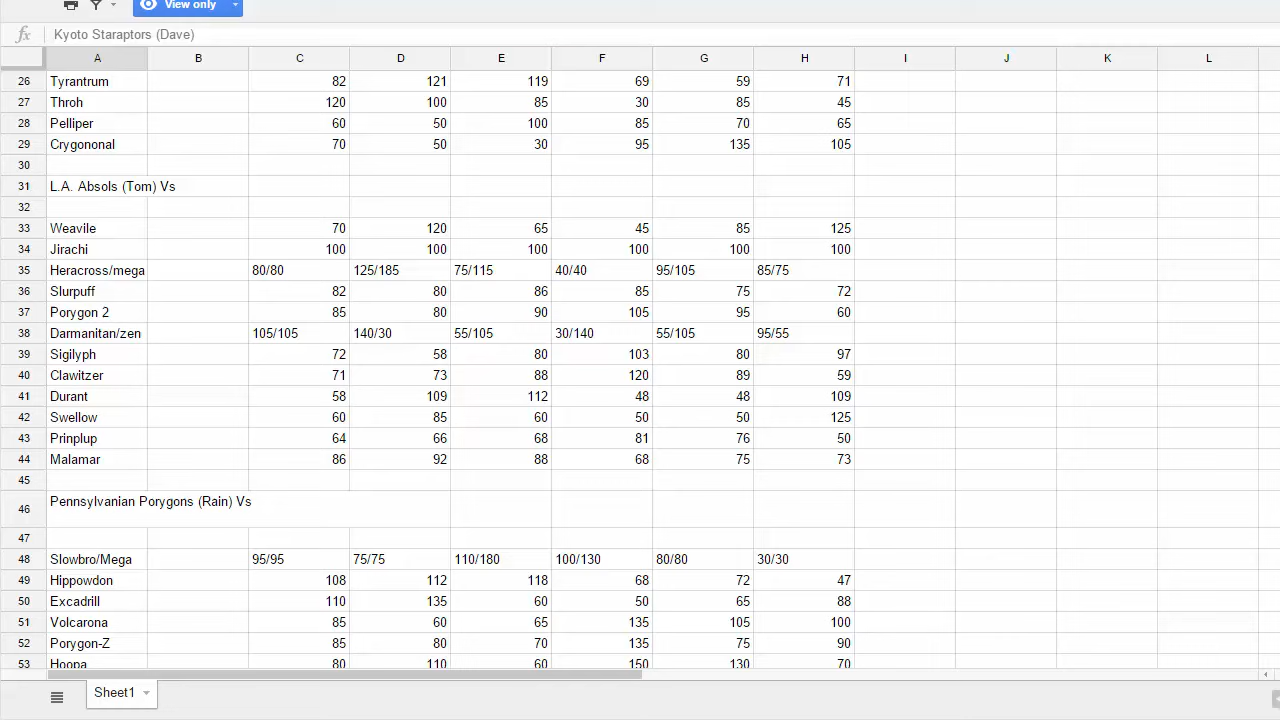 View only
fx Kyoto Staraptors (Dave)
A B C D E F G H I J K L
26 Tyrantrum 82 121 119 69 59 71
27 Throh 120 100 85 30 85 45
28 Pelliper 60 50 100 85 70 65
29 Crygononal 70 50 30 95 135 105
30
31 L.A. Absols (Tom) Vs
32
33 Weavile 70 120 65 45 85 125
34 Jirachi 100 100 100 100 100 100
35 Heracross/mega 80/80 125/185 75/115 40/40 95/105 85/75
36 Slurpuff 82 80 86 85 75 72
37 Porygon 2 85 80 90 105 95 60
38 Darmanitan/zen 105/105 140/30 55/105 30/140 55/105 95/55
39 Sigilyph 72 58 80 103 80 97
40 Clawitzer 71 73 88 120 89 59
41 Durant 58 109 112 48 48 109
42 Swellow 60 85 60 50 50 125
43 Prinplup 64 66 68 81 76 50
44 Malamar 86 92 88 68 75 73
45
46 Pennsylvanian Porygons (Rain) Vs
47
48 Slowbro/Mega 95/95 75/75 110/180 100/130 80/80 30/30
49 Hippowdon 108 112 118 68 72 47
50 Excadrill 110 135 60 50 65 88
51 Volcarona 85 60 65 135 105 100
52 Porygon-Z 85 80 70 135 75 90
53 Hoopa 80 110 60 150 130 70
Sheet1